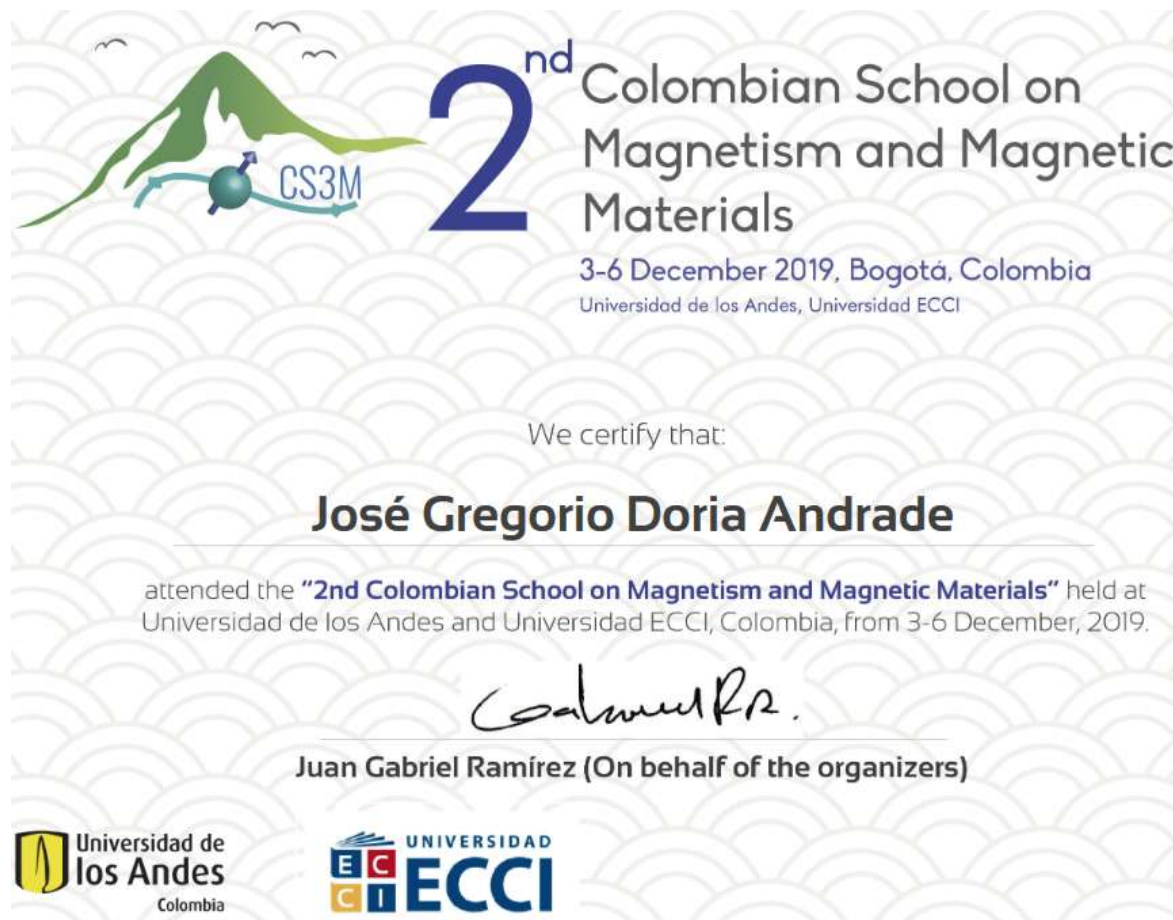 CS3M
2nd
Colombian School on
Magnetism and Magnetic
Materials
3-6 December 2019, Bogotá, Colombia
Universidad de los Andes, Universidad ECCI
We certify that:
José Gregorio Doria Andrade
attended the "2nd Colombian School on Magnetism and Magnetic Materials" held at
Universidad de los Andes and Universidad ECCI, Colombia, from 3-6 December, 2019.
Juan Gabriel Ramírez (On behalf of the organizers)
Universidad de
los Andes
Colombia
EC
CI
UNIVERSIDAD
ECCI